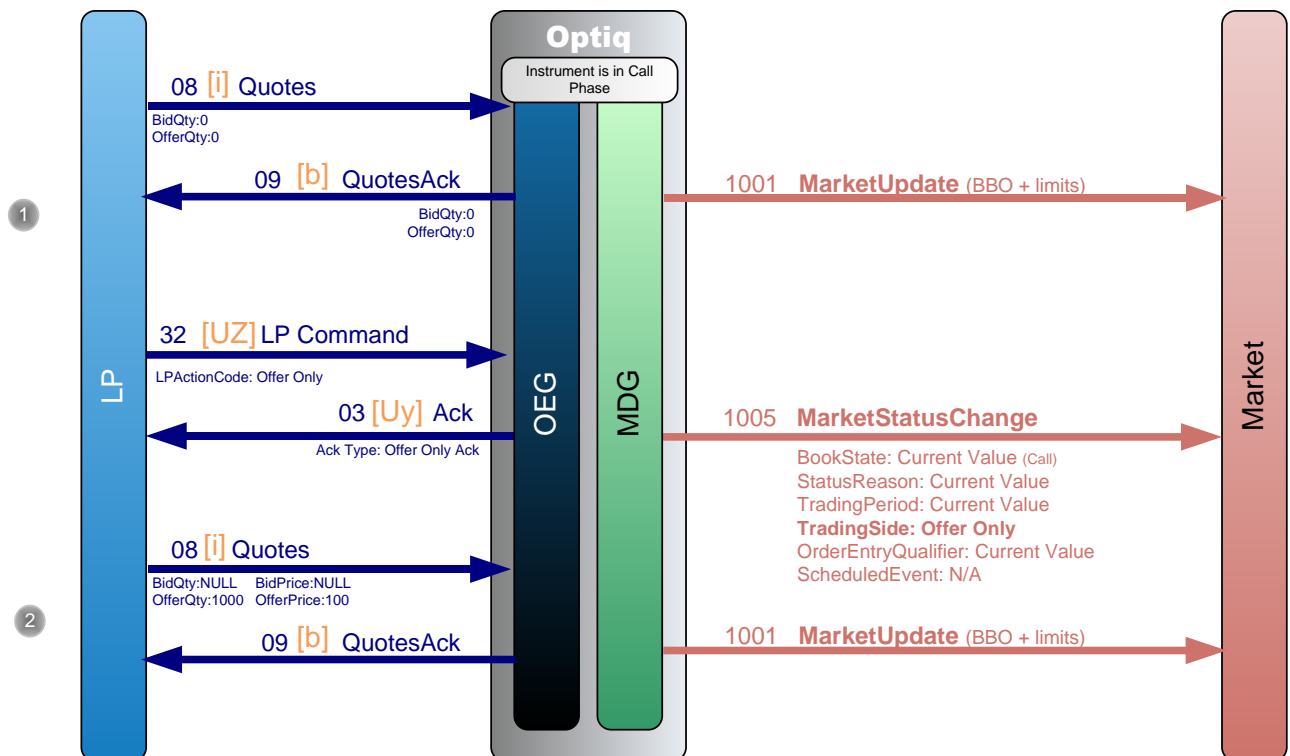 Optiq
Instrument is in Call
Phase
08 [i] Quotes
BidQty:0
OfferQty:0
09 [b] QuotesAck
BidQty:0
OfferQty:0
1001 MarketUpdate (BBO + limits)
1
32 [UZ] LP Command
LPActionCode: Offer Only
03 [Uy] Ack
Ack Type: Offer Only Ack
1005 MarketStatusChange
BookState: Current Value (Call)
StatusReason: Current Value
TradingPeriod: Current Value
TradingSide: Offer Only
OrderEntryQualifier: Current Value
ScheduledEvent: N/A
LP
OEG
MDG
Market
08 [i] Quotes
BidQty:NULL BidPrice:NULL
OfferQty:1000 OfferPrice:100
2
09 [b] QuotesAck
1001 MarketUpdate (BBO + limits)